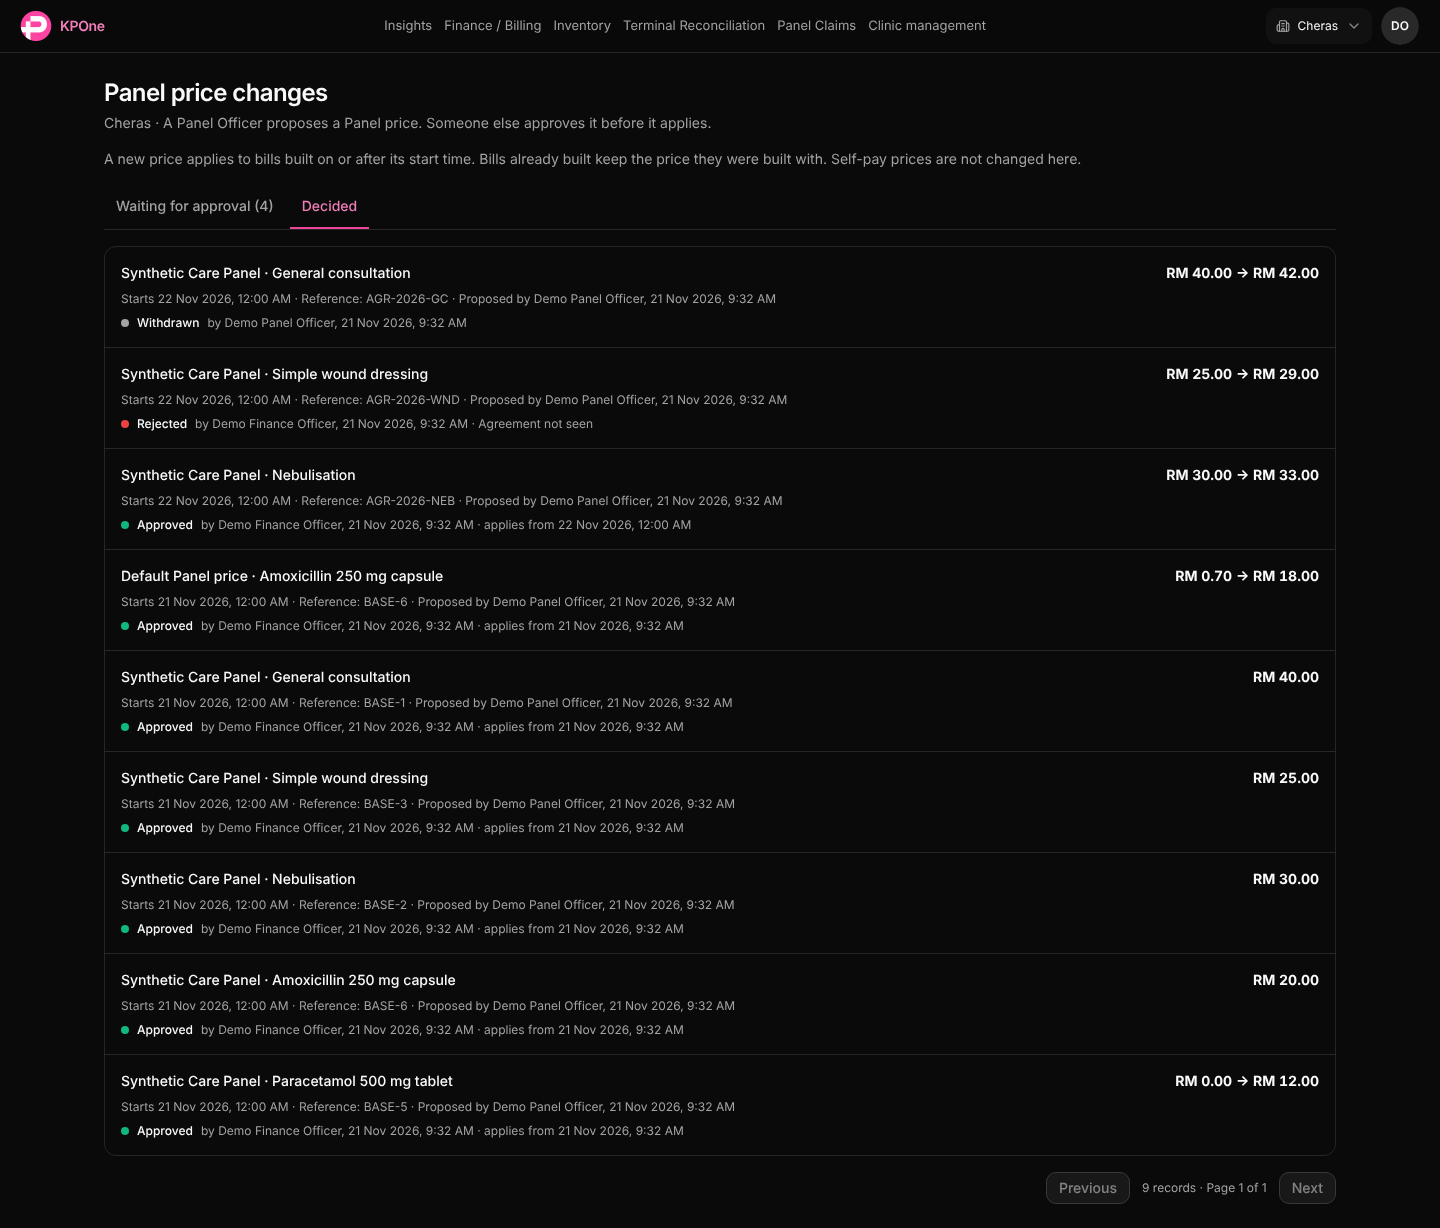 KPOne
Insights Finance / Billing Inventory Terminal Reconciliation Panel Claims Clinic management
Cheras
DO
Panel price changes
Cheras · A Panel Officer proposes a Panel price. Someone else approves it before it applies.
A new price applies to bills built on or after its start time. Bills already built keep the price they were built with. Self-pay prices are not changed here.
Waiting for approval (4) Decided
Synthetic Care Panel · General consultation RM 40.00 → RM 42.00
Starts 22 Nov 2026, 12:00 AM · Reference: AGR-2026-GC · Proposed by Demo Panel Officer, 21 Nov 2026, 9:32 AM
Withdrawn by Demo Panel Officer, 21 Nov 2026, 9:32 AM
Synthetic Care Panel · Simple wound dressing RM 25.00 → RM 29.00
Starts 22 Nov 2026, 12:00 AM · Reference: AGR-2026-WND · Proposed by Demo Panel Officer, 21 Nov 2026, 9:32 AM
Rejected by Demo Finance Officer, 21 Nov 2026, 9:32 AM · Agreement not seen
Synthetic Care Panel · Nebulisation RM 30.00 → RM 33.00
Starts 22 Nov 2026, 12:00 AM · Reference: AGR-2026-NEB · Proposed by Demo Panel Officer, 21 Nov 2026, 9:32 AM
Approved by Demo Finance Officer, 21 Nov 2026, 9:32 AM · applies from 22 Nov 2026, 12:00 AM
Default Panel price · Amoxicillin 250 mg capsule RM 0.70 → RM 18.00
Starts 21 Nov 2026, 12:00 AM · Reference: BASE-6 · Proposed by Demo Panel Officer, 21 Nov 2026, 9:32 AM
Approved by Demo Finance Officer, 21 Nov 2026, 9:32 AM · applies from 21 Nov 2026, 9:32 AM
Synthetic Care Panel · General consultation RM 40.00
Starts 21 Nov 2026, 12:00 AM · Reference: BASE-1 · Proposed by Demo Panel Officer, 21 Nov 2026, 9:32 AM
Approved by Demo Finance Officer, 21 Nov 2026, 9:32 AM · applies from 21 Nov 2026, 9:32 AM
Synthetic Care Panel · Simple wound dressing RM 25.00
Starts 21 Nov 2026, 12:00 AM · Reference: BASE-3 · Proposed by Demo Panel Officer, 21 Nov 2026, 9:32 AM
Approved by Demo Finance Officer, 21 Nov 2026, 9:32 AM · applies from 21 Nov 2026, 9:32 AM
Synthetic Care Panel · Nebulisation RM 30.00
Starts 21 Nov 2026, 12:00 AM · Reference: BASE-2 · Proposed by Demo Panel Officer, 21 Nov 2026, 9:32 AM
Approved by Demo Finance Officer, 21 Nov 2026, 9:32 AM · applies from 21 Nov 2026, 9:32 AM
Synthetic Care Panel · Amoxicillin 250 mg capsule RM 20.00
Starts 21 Nov 2026, 12:00 AM · Reference: BASE-6 · Proposed by Demo Panel Officer, 21 Nov 2026, 9:32 AM
Approved by Demo Finance Officer, 21 Nov 2026, 9:32 AM · applies from 21 Nov 2026, 9:32 AM
Synthetic Care Panel · Paracetamol 500 mg tablet RM 0.00 → RM 12.00
Starts 21 Nov 2026, 12:00 AM · Reference: BASE-5 · Proposed by Demo Panel Officer, 21 Nov 2026, 9:32 AM
Approved by Demo Finance Officer, 21 Nov 2026, 9:32 AM · applies from 21 Nov 2026, 9:32 AM
Previous 9 records · Page 1 of 1 Next